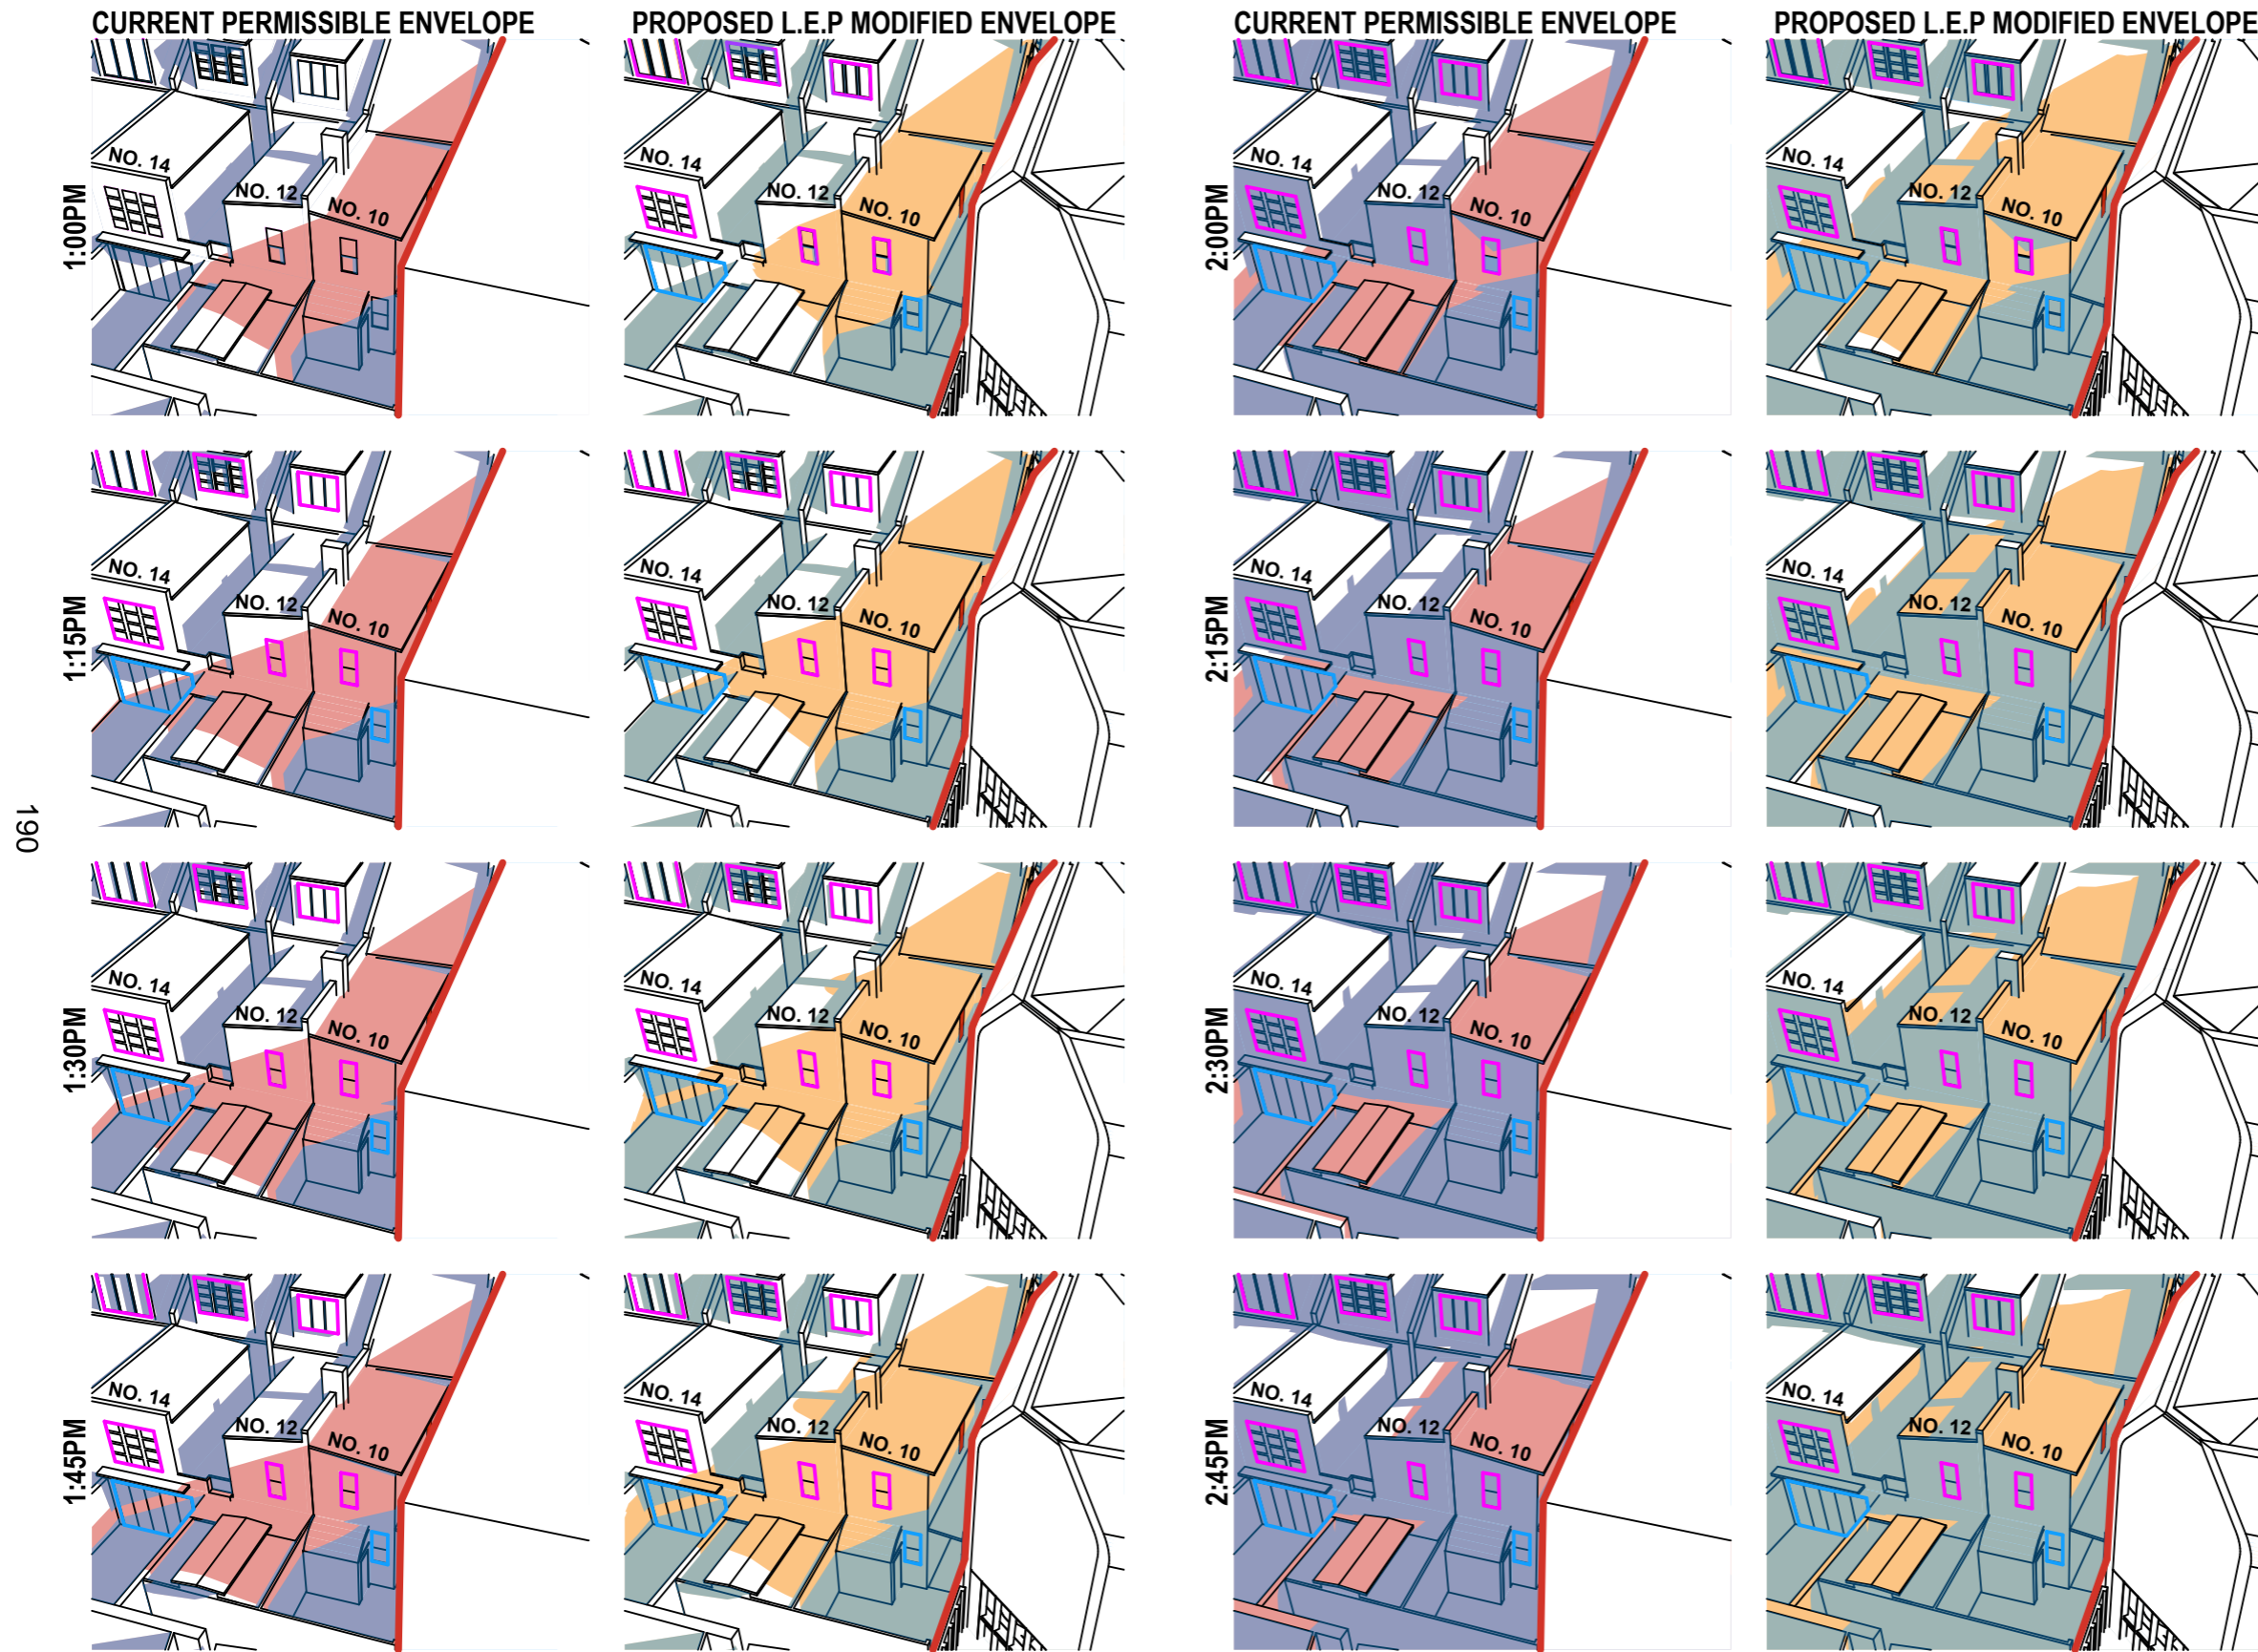 CURRENT PERMISSIBLE ENVELOPE
PROPOSED L.E.P MODIFIED ENVELOPE
CURRENT PERMISSIBLE ENVELOPE
PROPOSED L.E.P MODIFIED ENVELOPE
1:00PM
NO. 14
NO. 12
NO. 10
NO. 14
NO. 12
NO. 10
2:00PM
NO. 14
NO. 12
NO. 10
NO. 14
NO. 12
NO. 10
1:15PM
NO. 14
NO. 12
NO. 10
NO. 14
NO. 12
NO. 10
2:15PM
NO. 14
NO. 12
NO. 10
NO. 14
NO. 12
NO. 10
190
1:30PM
NO. 14
NO. 12
NO. 10
NO. 14
NO. 12
NO. 10
2:30PM
NO. 14
NO. 12
NO. 10
NO. 14
NO. 12
NO. 10
1:45PM
NO. 14
NO. 12
NO. 10
NO. 14
NO. 12
NO. 10
2:45PM
NO. 14
NO. 12
NO. 10
NO. 14
NO. 12
NO. 10